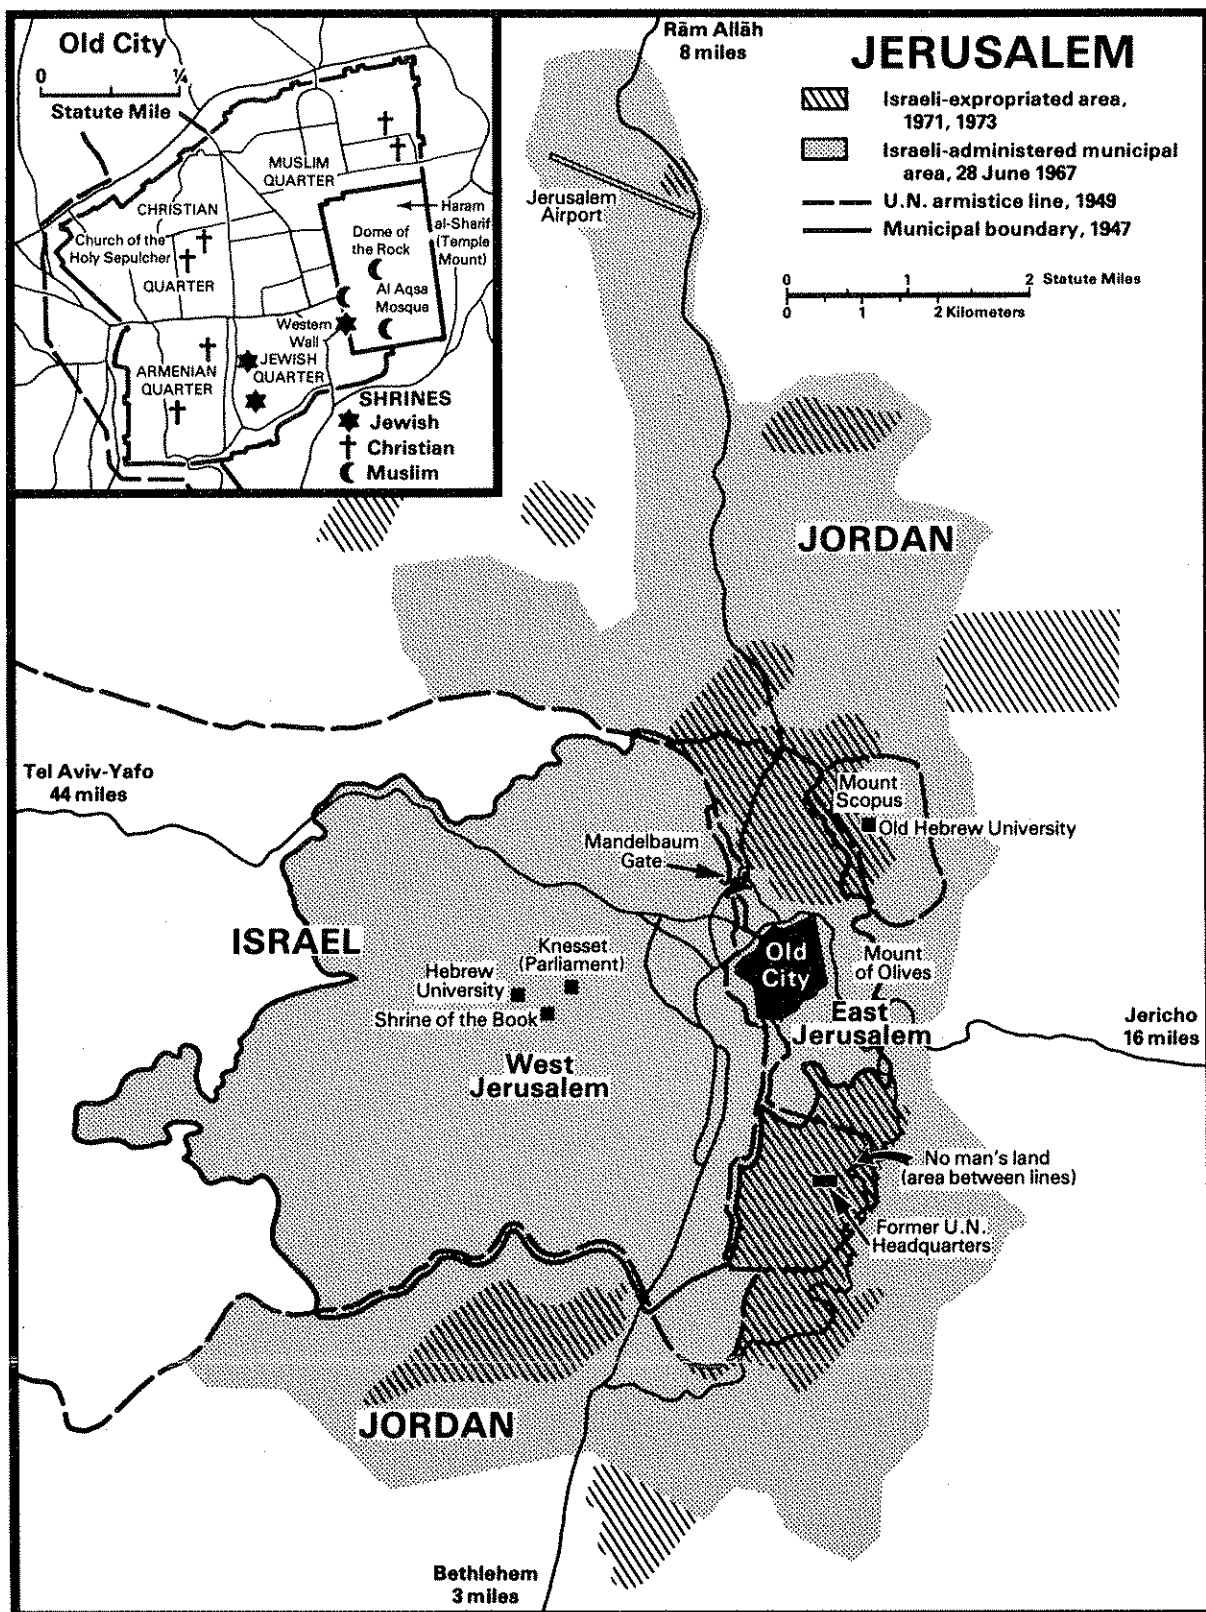 Old City
0 ¼
Statute Mile
MUSLIM
QUARTER
CHRISTIAN
Church of the
Holy Sepulcher
QUARTER
Haram
al-Sharif
(Temple
Mount)
Dome of
the Rock
Al Aqsa
Mosque
Western
Wall
JEWISH
QUARTER
ARMENIAN
QUARTER
SHRINES
Jewish
Christian
Muslim
Rām Allāh
8 miles
JERUSALEM
Israeli-expropriated area,
1971, 1973
Israeli-administered municipal
area, 28 June 1967
U.N. armistice line, 1949
Municipal boundary, 1947
0 1 2 Statute Miles
0 1 2 Kilometers
Jerusalem
Airport
JORDAN
Tel Aviv-Yafo
44 miles
Mount
Scopus
Old Hebrew University
Mandelbaum
Gate
ISRAEL
Knesset
(Parliament)
Hebrew
University
Shrine of the Book
Old
City
Mount
of Olives
East
Jerusalem
Jericho
16 miles
West
Jerusalem
No man's land
(area between lines)
Former U.N.
Headquarters
JORDAN
Bethlehem
3 miles